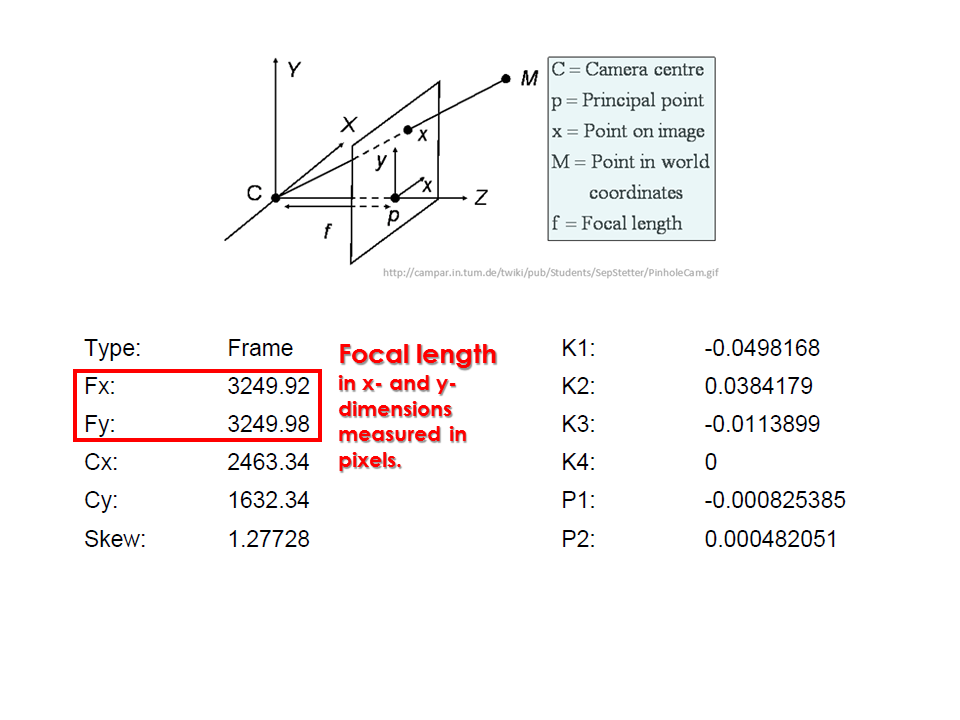 Y
M
X
x
y
x
C
Z
p
f
C = Camera centre
p = Principal point
x = Point on image
M = Point in world
coordinates
f = Focal length
http://campar.in.tum.de/twiki/pub/Students/SepStetter/PinholeCam.gif
Type: Frame
Fx: 3249.92
Fy: 3249.98
Cx: 2463.34
Cy: 1632.34
Skew: 1.27728
Focal length
in x- and y-
dimensions
measured in
pixels.
K1: -0.0498168
K2: 0.0384179
K3: -0.0113899
K4: 0
P1: -0.000825385
P2: 0.000482051